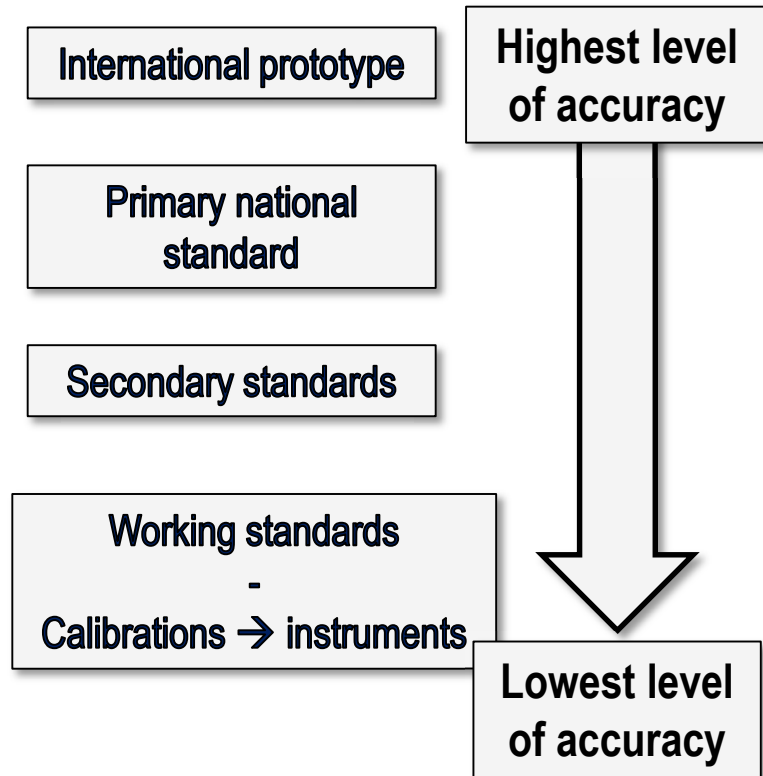 International prototype
Highest level
of accuracy
Primary national
standard
Secondary standards
Working standards
-
Calibrations → instruments
Lowest level
of accuracy